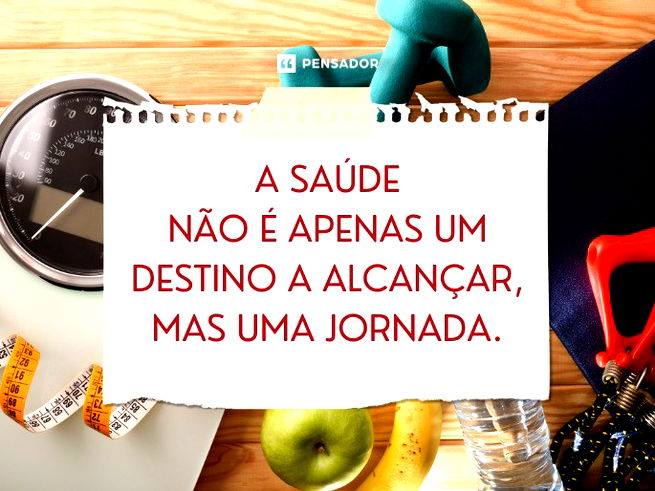 PENSADOR
A SAÚDE
NÃO É APENAS UM
DESTINO A ALCANÇAR,
MAS UMA JORNADA.